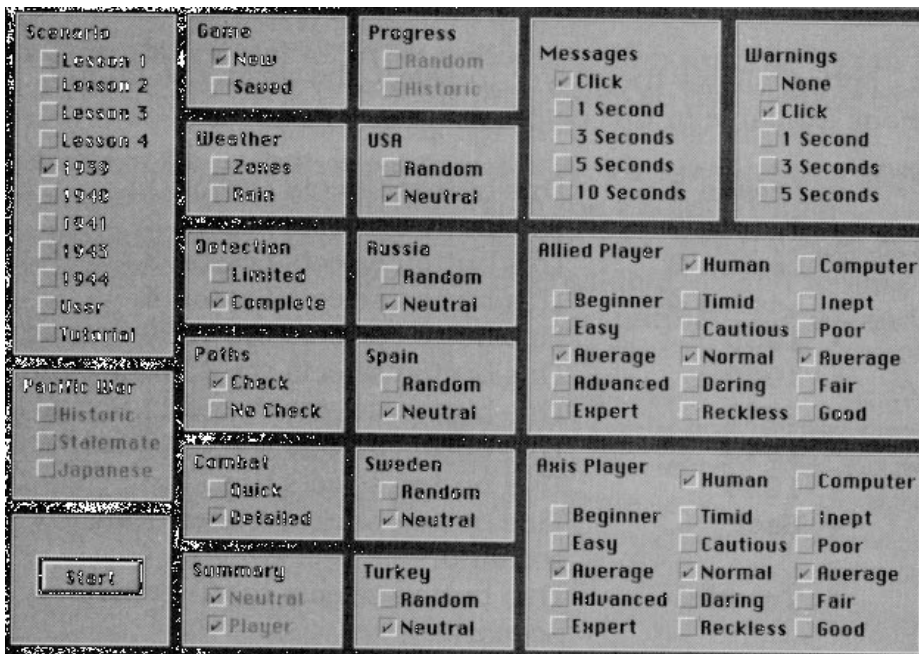 Scenario
Lesson 1
Lesson 2
Lesson 3
Lesson 4
1939
1940
1941
1943
1944
User
Tutorial
Pacific War
Historic
Stalemate
Japanese
Start
Game
New
Saved
Weather
Zones
Rain
Detection
Limited
Complete
Paths
Check
No Check
Combat
Quick
Detailed
Summary
Neutral
Player
Progress
Random
Historic
USA
Random
Neutral
Russia
Random
Neutral
Spain
Random
Neutral
Sweden
Random
Neutral
Turkey
Random
Neutral
Messages
Click
1 Second
3 Seconds
5 Seconds
10 Seconds
Warnings
None
Click
1 Second
3 Seconds
5 Seconds
Allied Player
Human Computer
Beginner Timid Inept
Easy Cautious Poor
Average Normal Average
Advanced Daring Fair
Expert Reckless Good
Axis Player
Human Computer
Beginner Timid Inept
Easy Cautious Poor
Average Normal Average
Advanced Daring Fair
Expert Reckless Good